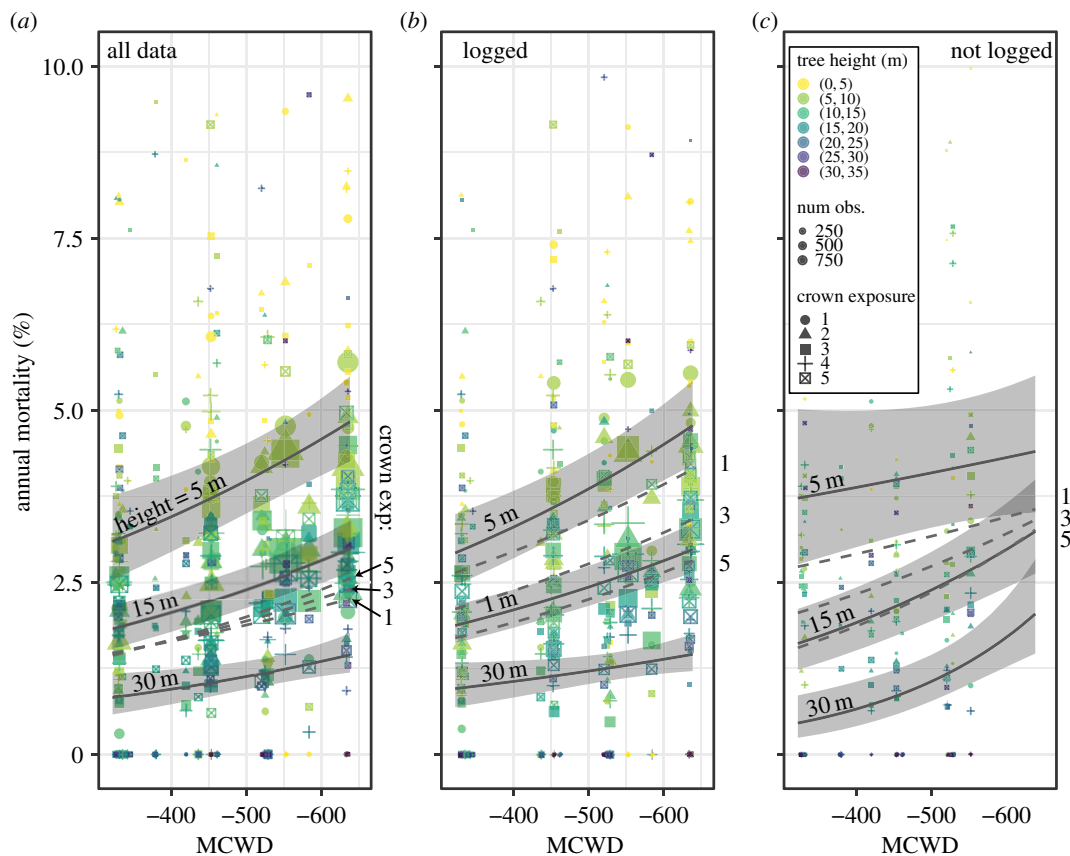 (a)
(b)
(c)
all data
logged
not logged
annual mortality (%)
10.0
7.5
5.0
2.5
0
height = 5 m
15 m
30 m
crown exp.
5
3
1
5 m
1 m
30 m
1
3
5
5 m
15 m
30 m
1
3
5
tree height (m)
(0, 5)
(5, 10)
(10, 15)
(15, 20)
(20, 25)
(25, 30)
(30, 35)
num obs.
250
500
750
crown exposure
1
2
3
4
5
−400 −500 −600
−400 −500 −600
−400 −500 −600
MCWD
MCWD
MCWD